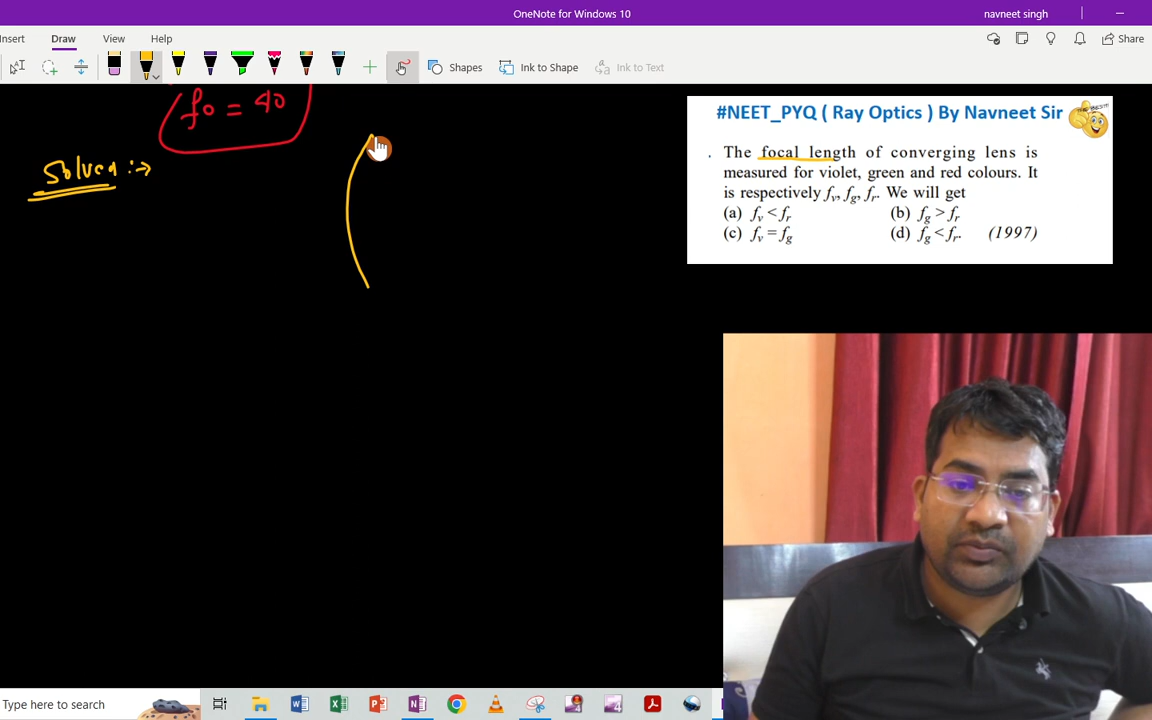 OneNote for Windows 10
navneet singh
Insert
Draw
View
Help
Share
Shapes
Ink to Shape
Ink to Text
f0 = 40
Solven :→
#NEET_PYQ ( Ray Optics ) By Navneet Sir
. The focal length of converging lens is
measured for violet, green and red colours. It
is respectively fv, fg, fr. We will get
(a) fv < fr (b) fg > fr
(c) fv = fg (d) fg < fr. (1997)
Type here to search